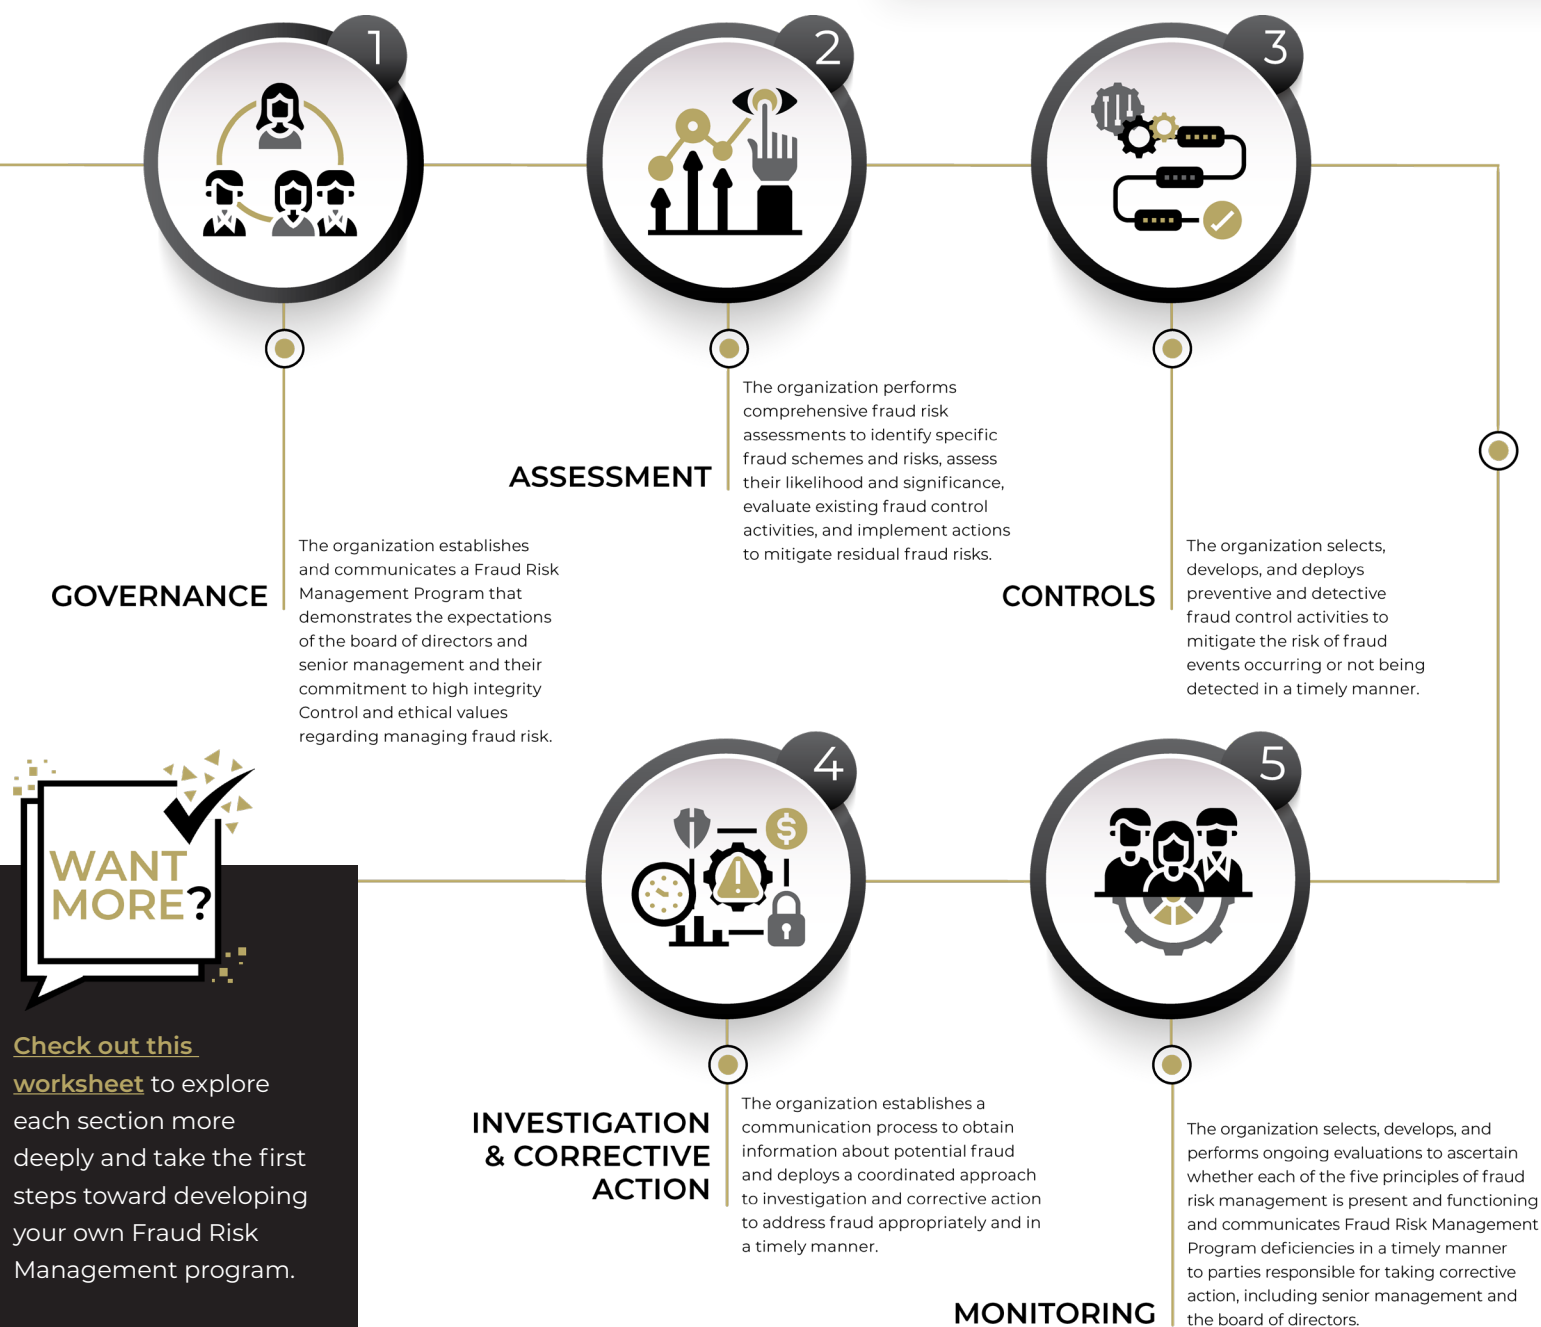 1
GOVERNANCE
The organization establishes
and communicates a Fraud Risk
Management Program that
demonstrates the expectations
of the board of directors and
senior management and their
commitment to high integrity
Control and ethical values
regarding managing fraud risk.
2
ASSESSMENT
The organization performs
comprehensive fraud risk
assessments to identify specific
fraud schemes and risks, assess
their likelihood and significance,
evaluate existing fraud control
activities, and implement actions
to mitigate residual fraud risks.
3
CONTROLS
The organization selects,
develops, and deploys
preventive and detective
fraud control activities to
mitigate the risk of fraud
events occurring or not being
detected in a timely manner.
4
$
INVESTIGATION
& CORRECTIVE
ACTION
The organization establishes a
communication process to obtain
information about potential fraud
and deploys a coordinated approach
to investigation and corrective action
to address fraud appropriately and in
a timely manner.
5
MONITORING
The organization selects, develops, and
performs ongoing evaluations to ascertain
whether each of the five principles of fraud
risk management is present and functioning
and communicates Fraud Risk Management
Program deficiencies in a timely manner
to parties responsible for taking corrective
action, including senior management and
the board of directors.
WANT
MORE?
Check out this
worksheet to explore
each section more
deeply and take the first
steps toward developing
your own Fraud Risk
Management program.